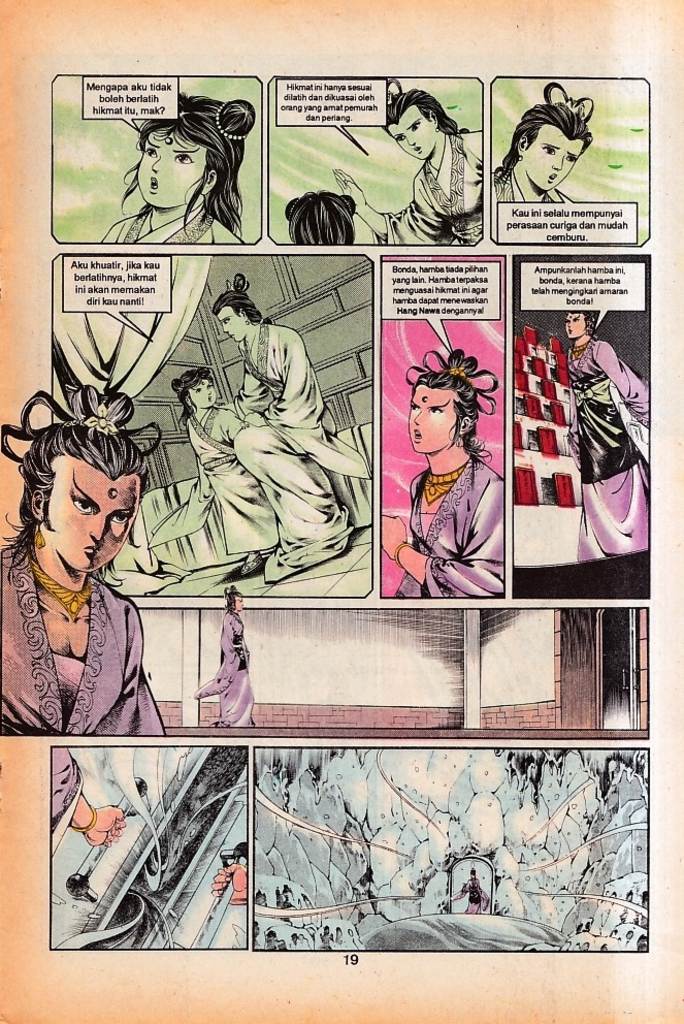 Mengapa aku tidak
boleh berlatih
hikmat itu, mak?
Hikmat ini hanya sesuai
dilatih dan dikuasai oleh
orang yang amat pemurah
dan periang.
Kau ini selalu mempunyai
perasaan curiga dan mudah
cemburu.
Aku khuatir, jika kau
berlatihnya, hikmat
ini akan memakan
diri kau nanti!
Bonda, hamba tiada pilihan
yang lain. Hamba terpaksa
menguasai hikmat ini agar
hamba dapat menewaskan
Hang Nawa dengannya!
Ampunkanlah hamba ini,
bonda, kerana hamba
telah mengingkari amaran
bonda!
19